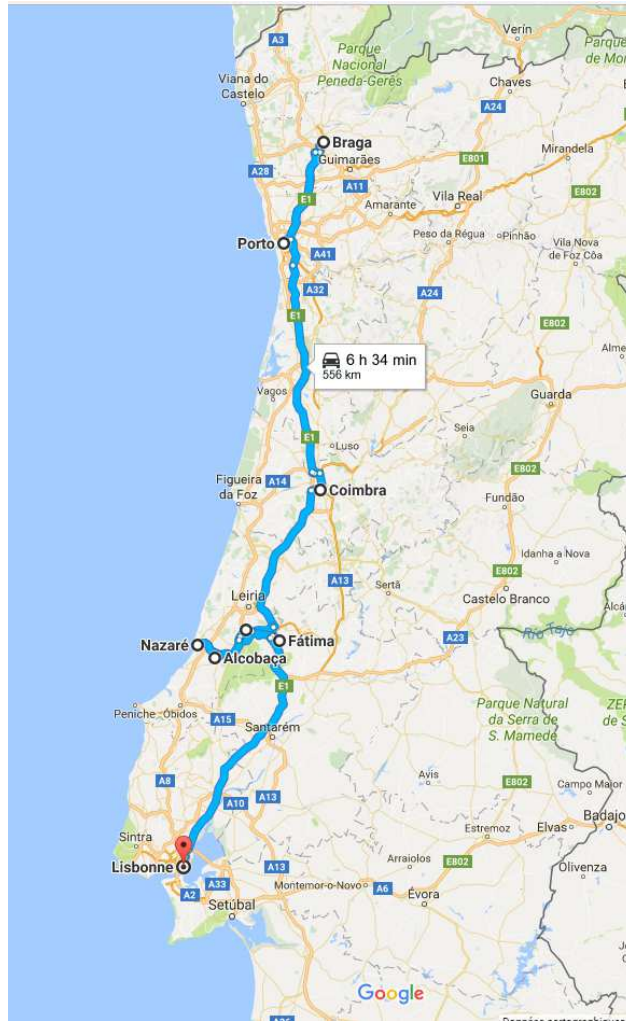 Verín
A3
Parque
Nacional
Peneda-Gerês
Parque
Viana do
Castelo
Chaves
A24
Braga
Guimarães
E801
Mirandela
A28
A11
E802
E1
Amarante
Vila Real
Porto
Peso da Régua
Pinhão
Vila Nova
de Foz Côa
A41
A32
A24
E1
E802
6 h 34 min
556 km
Vagos
Guarda
E1
Luso
Seia
A14
Coimbra
Figueira
da Foz
Fundão
A13
Idanha a Nova
E802
Sertã
Leiria
Castelo Branco
Nazaré
Fátima
Alcobaça
A23
Río Tajo
E1
Peniche
Óbidos
A15
Santarém
Parque Natural
da Serra de
S. Mamede
A8
A10
A13
Avis
E802
Campo Maior
Badajo
Sintra
Estremoz
Elvas
Lisbonne
Arraiolos
E802
A33
A13
Olivenza
A2
Montemor-o-Novo
A6
Évora
Setúbal
Google